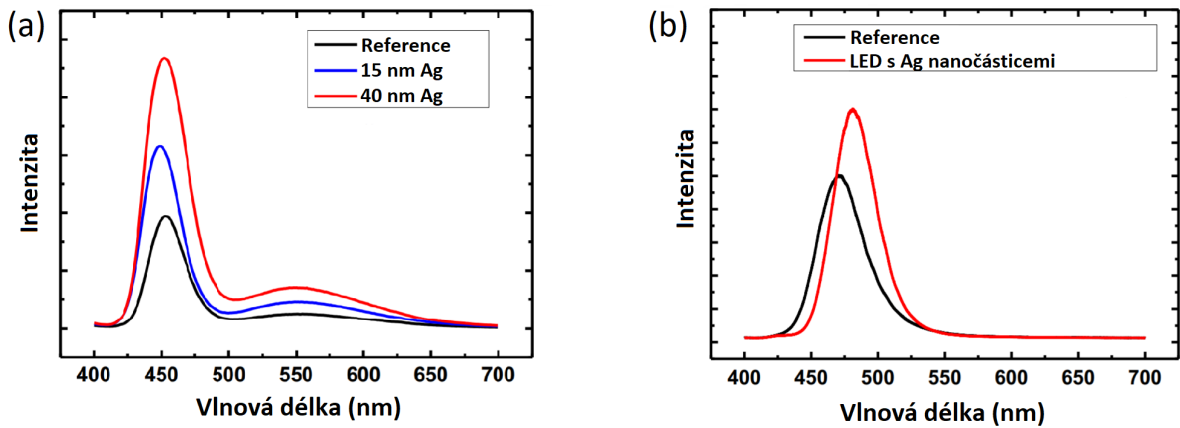 (a)
Reference
15 nm Ag
40 nm Ag
Intenzita
400 450 500 550 600 650 700
Vlnová délka (nm)
(b)
Reference
LED s Ag nanočásticemi
Intenzita
400 450 500 550 600 650 700
Vlnová délka (nm)